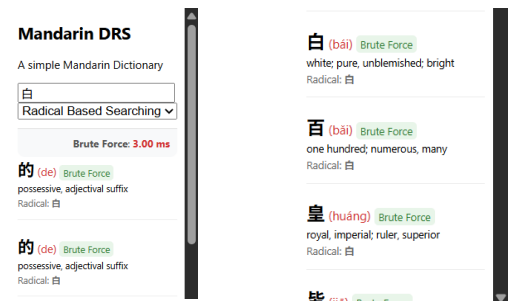 Mandarin DRS
A simple Mandarin Dictionary
白
Radical Based Searching
Brute Force: 3.00 ms
的 (de) Brute Force
possessive, adjectival suffix
Radical: 白
的 (de) Brute Force
possessive, adjectival suffix
Radical: 白
白 (bái) Brute Force
white; pure, unblemished; bright
Radical: 白
百 (bǎi) Brute Force
one hundred; numerous, many
Radical: 白
皇 (huáng) Brute Force
royal, imperial; ruler, superior
Radical: 白
皆 (jiē) Brute Force